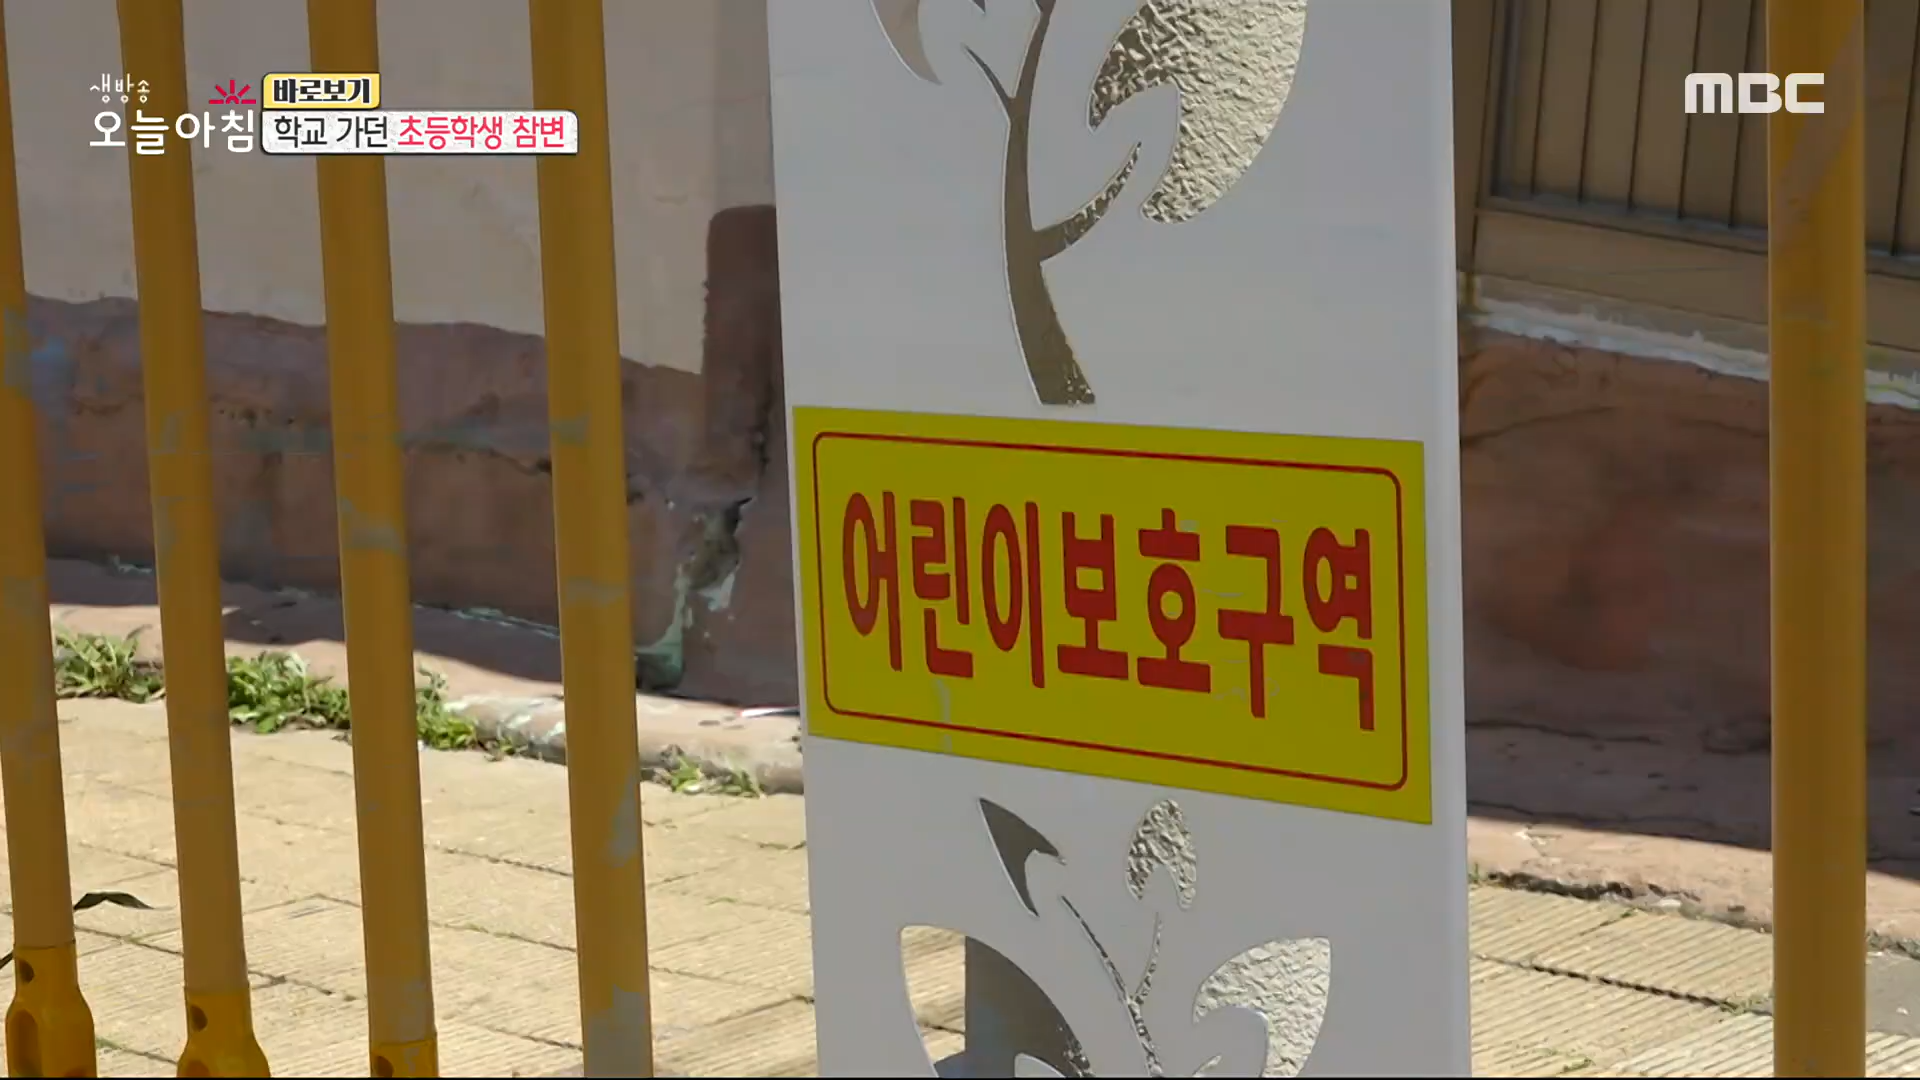 생방송
오늘아침
바로보기
학교 가던 초등학생 참변
MBC
어린이보호구역